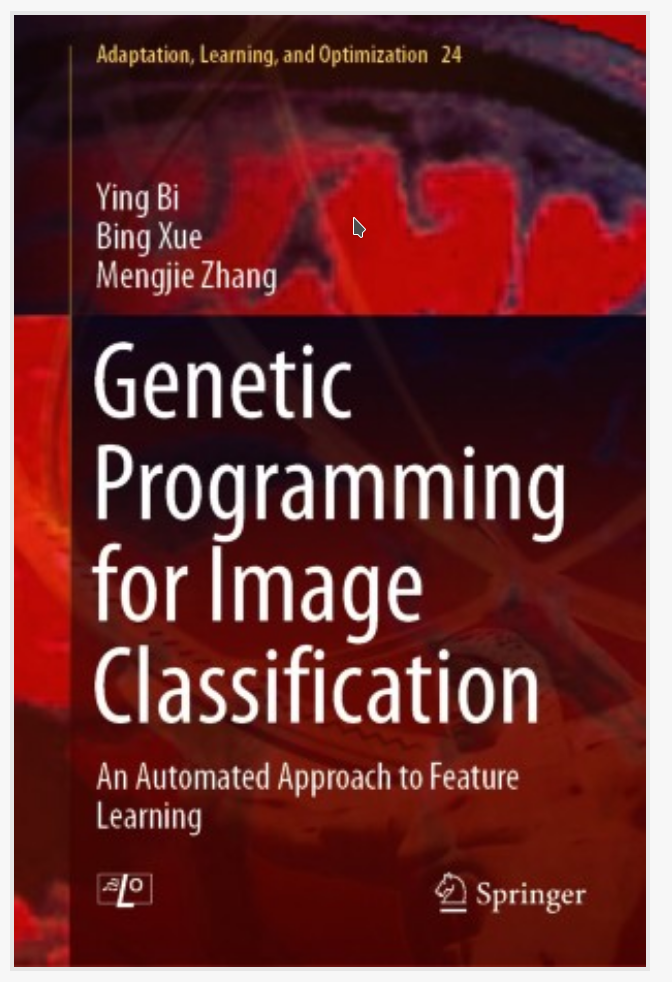 Adaptation, Learning, and Optimization 24
Ying Bi
Bing Xue
Mengjie Zhang
Genetic
Programming
for Image
Classification
An Automated Approach to Feature
Learning
ALO
Springer